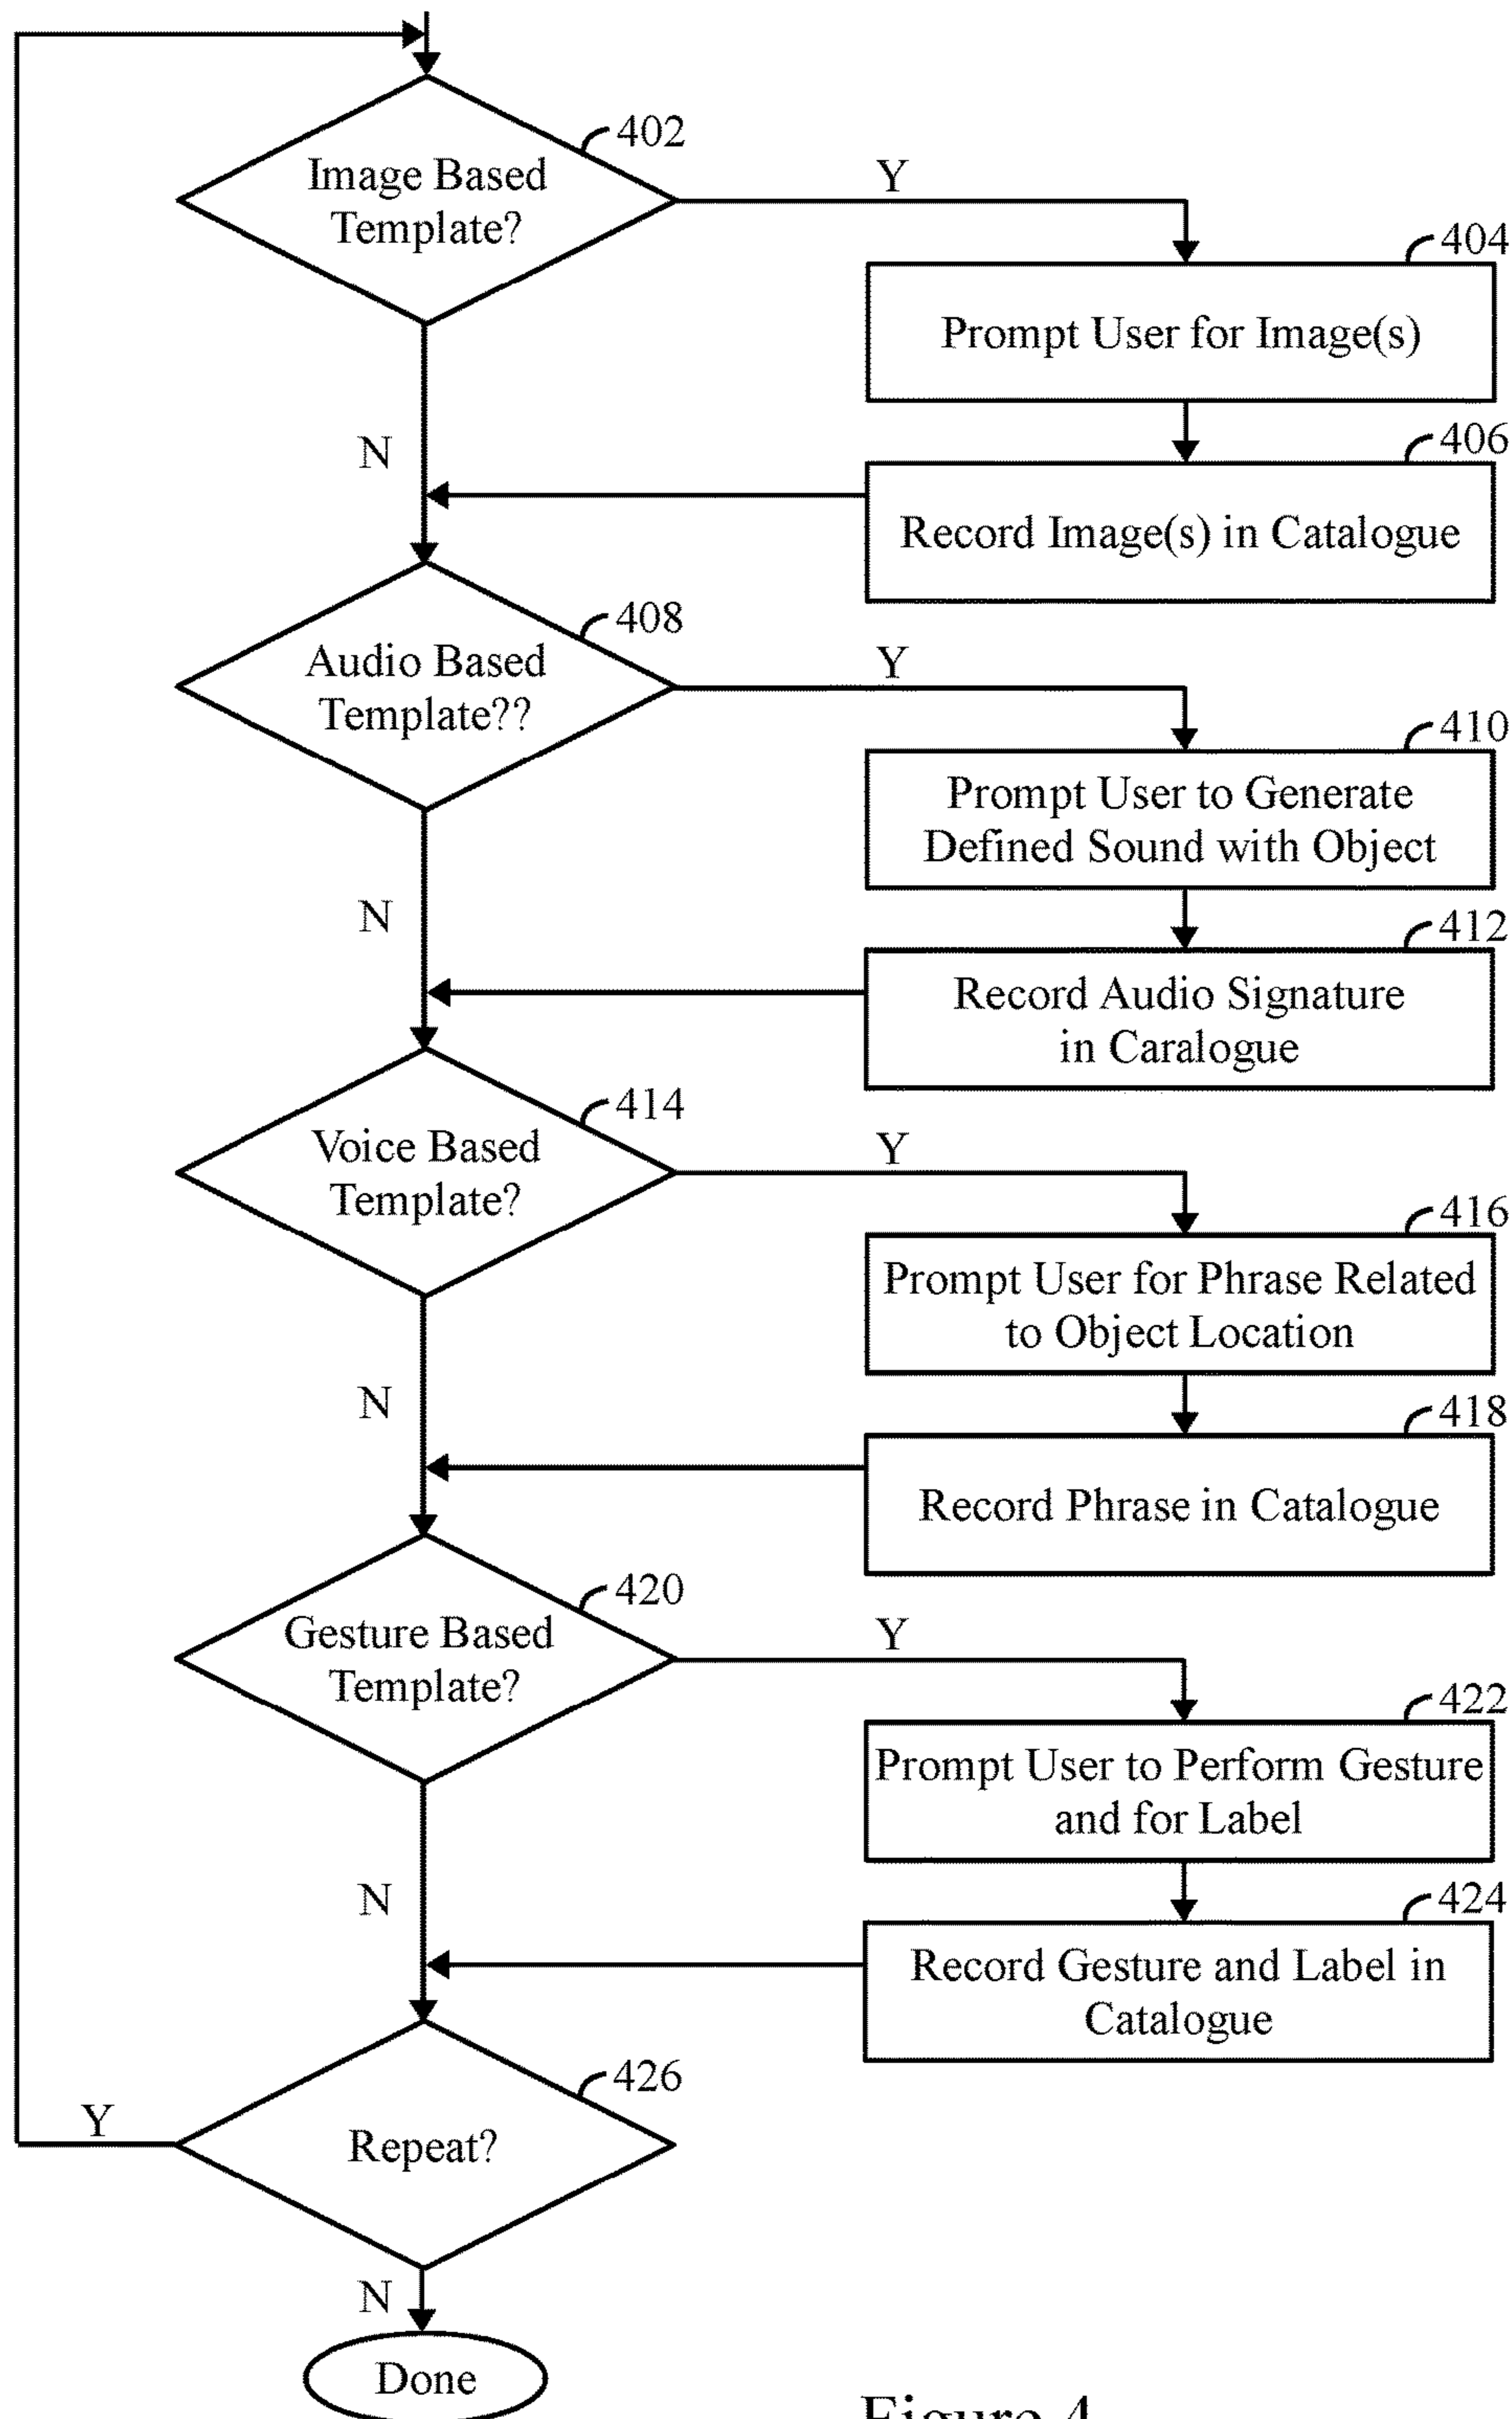 402
Image Based
Template?
Y
404
Prompt User for Image(s)
N
406
Record Image(s) in Catalogue
408
Audio Based
Template??
Y
410
Prompt User to Generate
Defined Sound with Object
N
412
Record Audio Signature
in Caralogue
414
Voice Based
Template?
Y
416
Prompt User for Phrase Related
to Object Location
N
418
Record Phrase in Catalogue
420
Gesture Based
Template?
Y
422
Prompt User to Perform Gesture
and for Label
N
424
Record Gesture and Label in
Catalogue
426
Repeat?
Y
N
Done
Figure 4